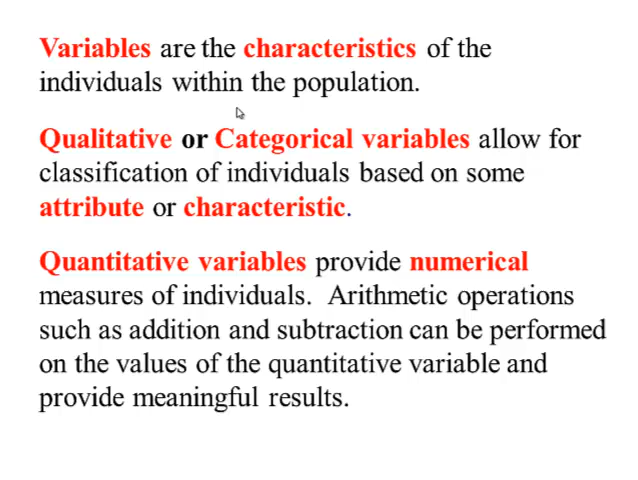 Variables are the characteristics of the
individuals within the population.
Qualitative or Categorical variables allow for
classification of individuals based on some
attribute or characteristic.
Quantitative variables provide numerical
measures of individuals.  Arithmetic operations
such as addition and subtraction can be performed
on the values of the quantitative variable and
provide meaningful results.